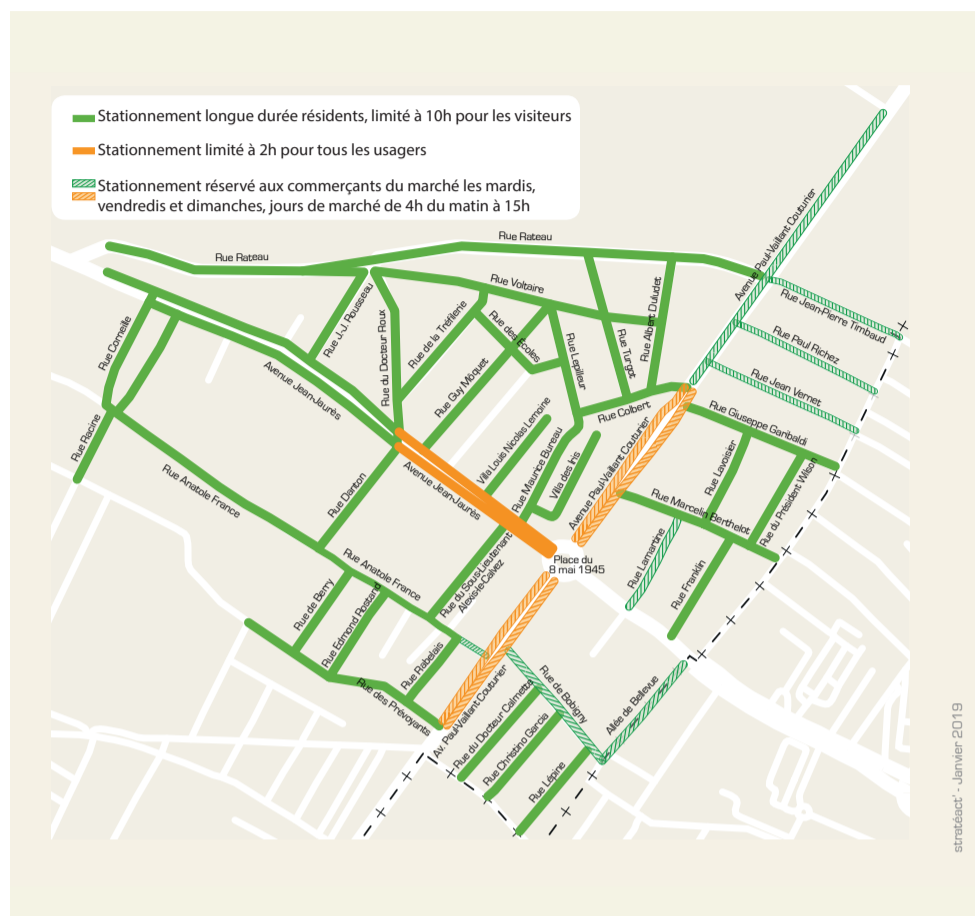 Stationnement longue durée résidents, limité à 10h pour les visiteurs
Stationnement limité à 2h pour tous les usagers
Stationnement réservé aux commerçants du marché les mardis,
vendredis et dimanches, jours de marché de 4h du matin à 15h
Rue Rateau
Rue Rateau
Avenue Paul-Vaillant Couturier
Rue Jean-Pierre Timbaud
Rue Paul Richez
Rue Jean Vernet
Rue Voltaire
Rue J.-J. Rousseau
Rue du Docteur Roux
Rue de la Tréfilerie
Rue des Écoles
Rue Guy Môquet
Rue Lepilleur
Rue Turgot
Rue Albert Duludet
Rue Corneille
Avenue Jean-Jaurès
Rue Racine
Rue Colbert
Rue Giuseppe Garibaldi
Rue Anatole France
Rue Danton
Avenue Jean-Jaurès
Villa Louis Nicolas Lemoine
Rue Maurice Bureau
Villa des Iris
Avenue Paul-Vaillant Couturier
Rue Lavoisier
Rue du Président Wilson
Rue Marcelin Berthelot
Rue Lamartine
Rue Franklin
Place du
8 mai 1945
Rue Anatole France
Rue du Sous-Lieutenant
Alexis-le-Calvez
Rue de Berry
Rue Edmond Rostand
Rue Rabelais
Rue des Prévoyants
Av. Paul-Vaillant Couturier
Rue de Bobigny
Allée de Bellevue
Rue du Docteur Calmette
Rue Christino Garcia
Rue Lépine
stratéact' - Janvier 2019